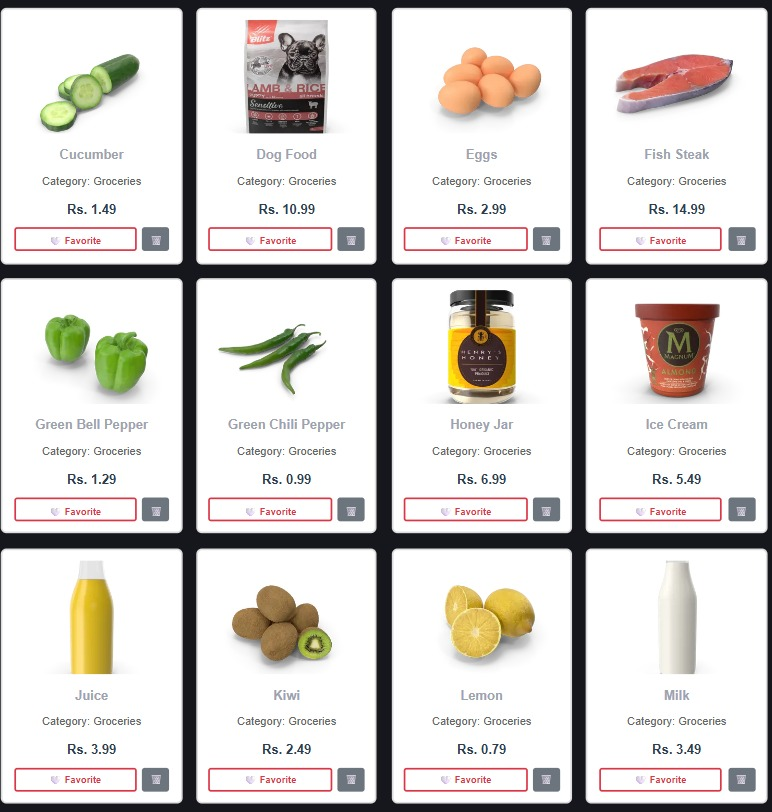 Blitz
LAMB & RICE
Sensitive
Cucumber
Dog Food
Eggs
Fish Steak
Category: Groceries
Category: Groceries
Category: Groceries
Category: Groceries
Rs. 1.49
Rs. 10.99
Rs. 2.99
Rs. 14.99
Favorite
Favorite
Favorite
Favorite
HENRY'S
HONEY
M
MAGNUM
ALMOND
Green Bell Pepper
Green Chili Pepper
Honey Jar
Ice Cream
Category: Groceries
Category: Groceries
Category: Groceries
Category: Groceries
Rs. 1.29
Rs. 0.99
Rs. 6.99
Rs. 5.49
Favorite
Favorite
Favorite
Favorite
Juice
Kiwi
Lemon
Milk
Category: Groceries
Category: Groceries
Category: Groceries
Category: Groceries
Rs. 3.99
Rs. 2.49
Rs. 0.79
Rs. 3.49
Favorite
Favorite
Favorite
Favorite